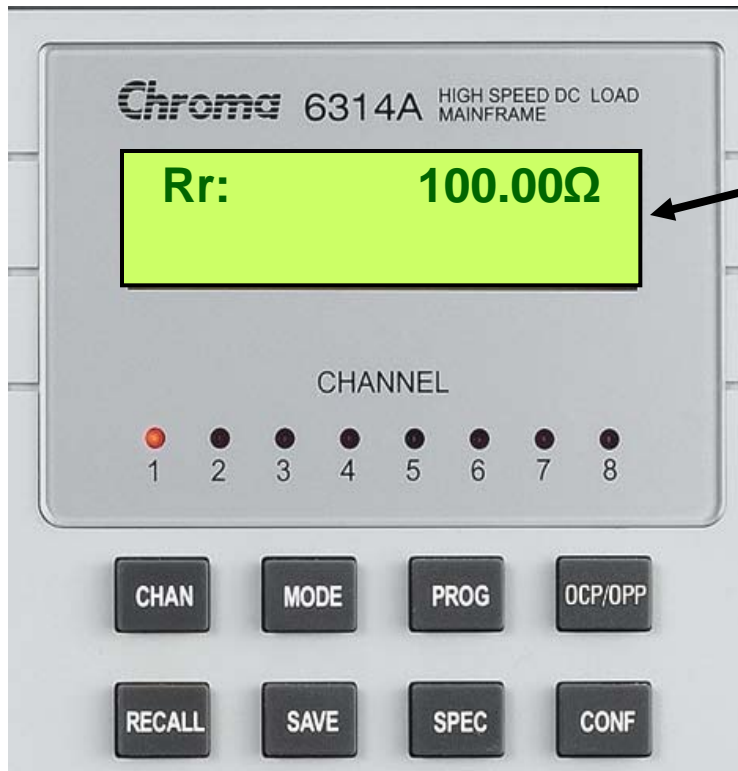 Chroma 6314A HIGH SPEED DC LOAD
MAINFRAME
Rr: 100.00Ω
CHANNEL
1 2 3 4 5 6 7 8
CHAN MODE PROG OCP/OPP
RECALL SAVE SPEC CONF